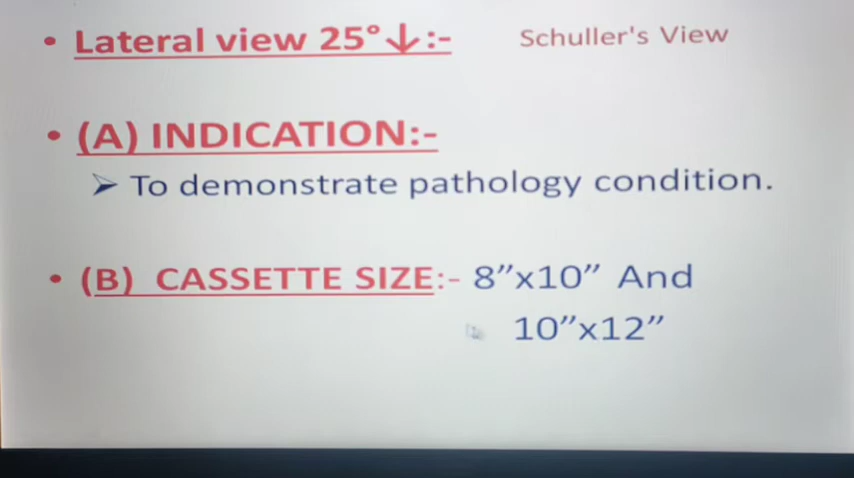 • Lateral view 25°↓:- Schuller's View
• (A) INDICATION:-
➢ To demonstrate pathology condition.
• (B) CASSETTE SIZE:- 8”x10” And
10”x12”